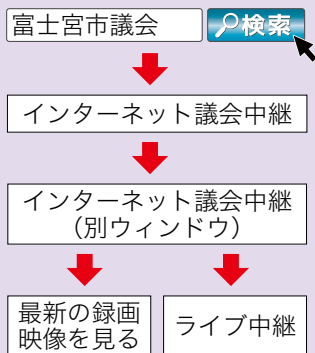 富士宮市議会
検索
インターネット議会中継
インターネット議会中継
（別ウィンドウ）
最新の録画
映像を見る
ライブ中継